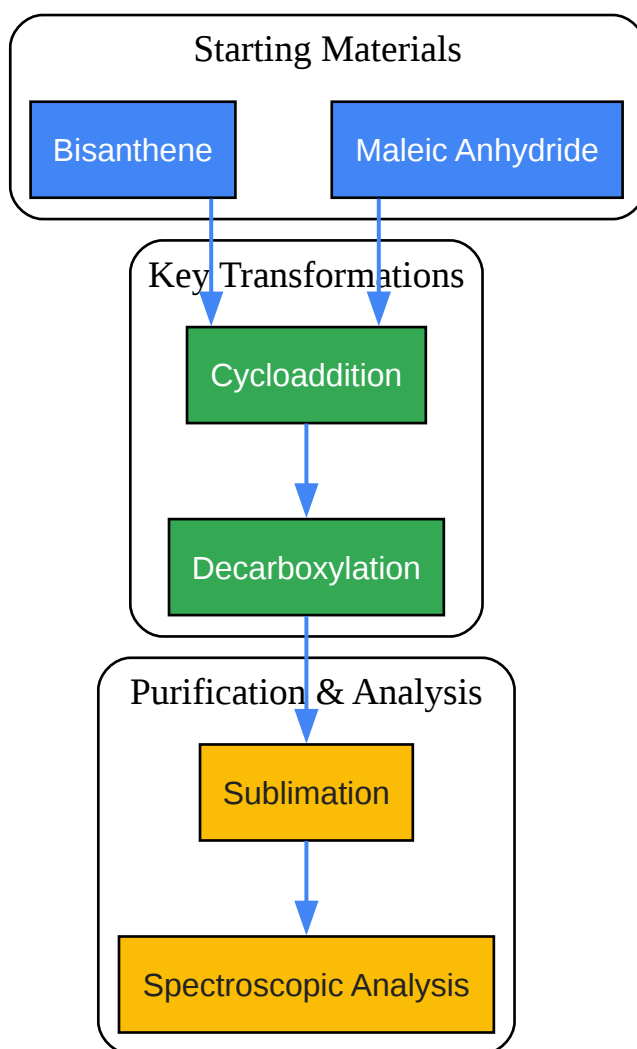 Starting Materials
Bisanthene
Maleic Anhydride
Key Transformations
Cycloaddition
Decarboxylation
Purification & Analysis
Sublimation
Spectroscopic Analysis